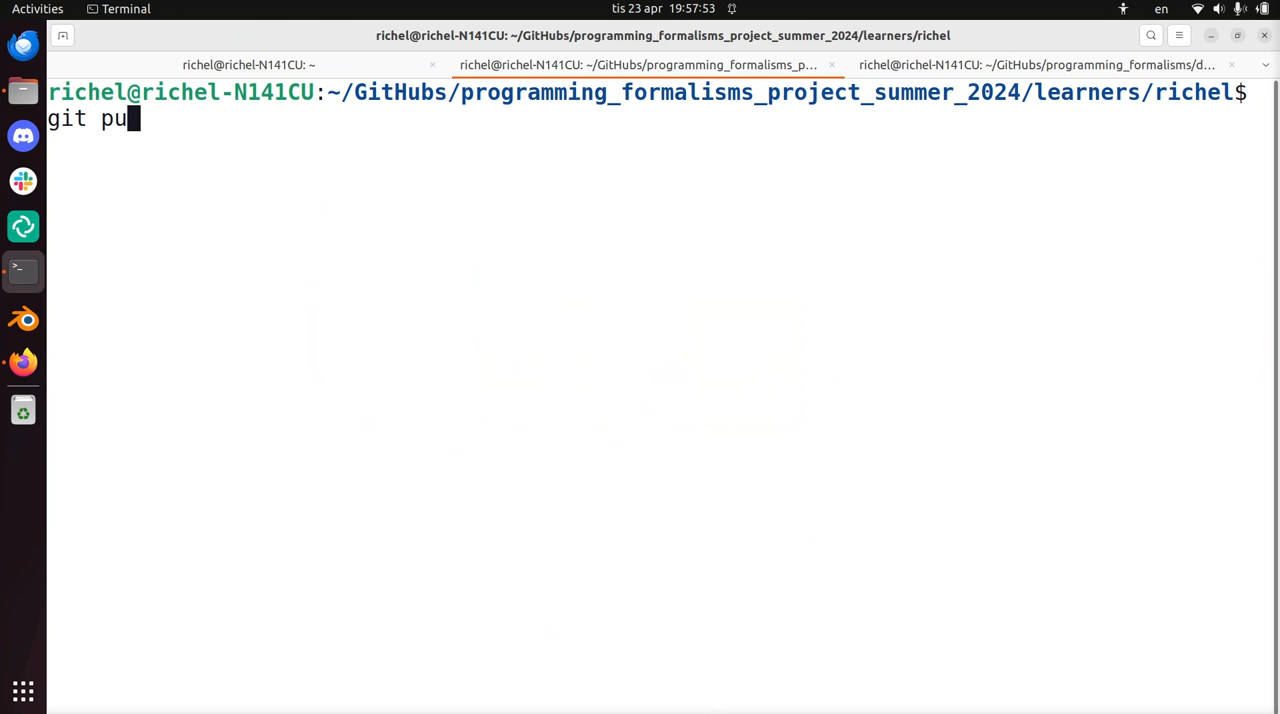 Activities Terminal tis 23 apr 19:57:53 en
richel@richel-N141CU: ~/GitHubs/programming_formalisms_project_summer_2024/learners/richel
richel@richel-N141CU: ~ richel@richel-N141CU: ~/GitHubs/programming_formalisms_p... richel@richel-N141CU: ~/GitHubs/programming_formalisms/d...
richel@richel-N141CU:~/GitHubs/programming_formalisms_project_summer_2024/learners/richel$
git pu